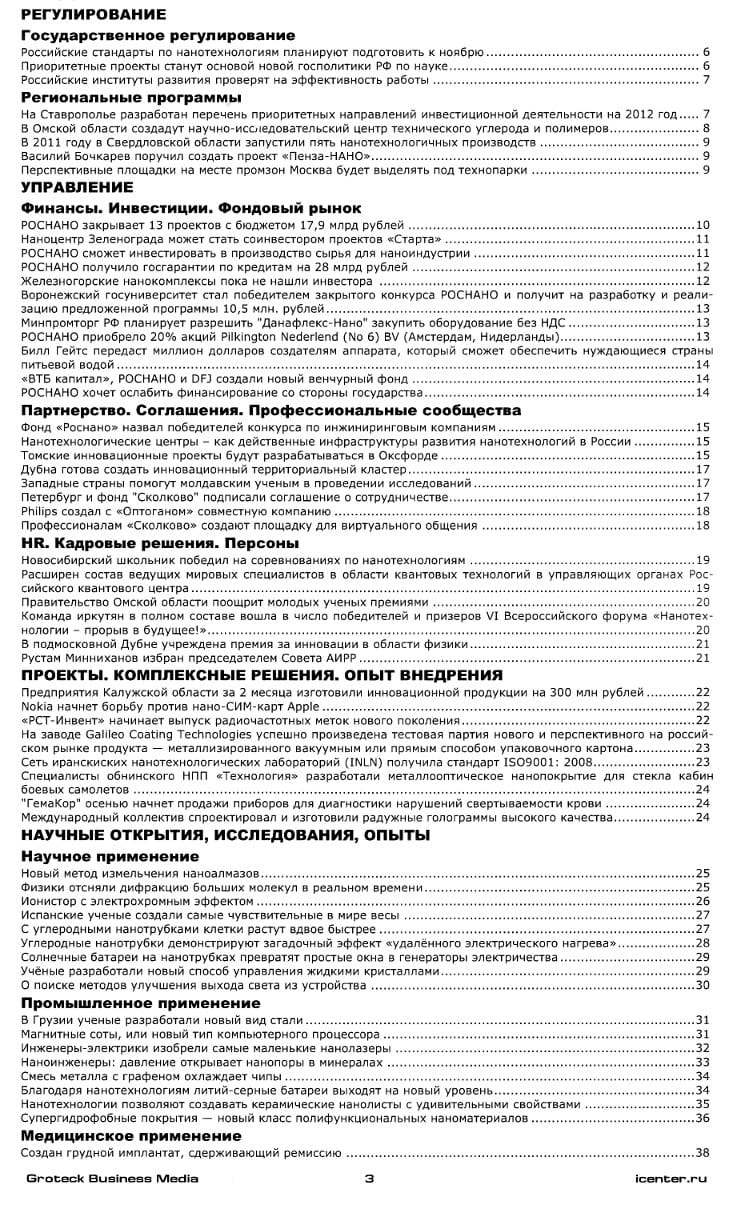 РЕГУЛИРОВАНИЕ
Государственное регулирование
Российские стандарты по нанотехнологиям планируют подготовить к ноябрю 6
Приоритетные проекты станут основой новой госполитики РФ по науке 6
Российские институты развития проверят на эффективность работы 7
Региональные программы
На Ставрополье разработан перечень приоритетных направлений инвестиционной деятельности на 2012 год 7
В Омской области создадут научно-исследовательский центр технического углерода и полимеров 8
В 2011 году в Свердловской области запустили пять нанотехнологичных производств 9
Василий Бочкарев поручил создать проект «Пенза-НАНО» 9
Перспективные площадки на месте промзон Москва будет выделять под технопарки 9
УПРАВЛЕНИЕ
Финансы. Инвестиции. Фондовый рынок
РОСНАНО закрывает 13 проектов с бюджетом 17,9 млрд рублей 10
Наноцентр Зеленограда может стать соинвестором проектов «Старта» 11
РОСНАНО сможет инвестировать в производство сырья для наноиндустрии 11
РОСНАНО получило госгарантии по кредитам на 28 млрд рублей 12
Железногорские нанокомплексы пока не нашли инвестора 12
Воронежский госуниверситет стал победителем закрытого конкурса РОСНАНО и получит на разработку и реали-
зацию предложенной программы 10,5 млн. рублей 13
Минпромторг РФ планирует разрешить "Данафлекс-Нано" закупить оборудование без НДС 13
РОСНАНО приобрело 20% акций Pilkington Nederlend (No 6) BV (Амстердам, Нидерланды) 13
Билл Гейтс передаст миллион долларов создателям аппарата, который сможет обеспечить нуждающиеся страны
питьевой водой 14
«ВТБ капитал», РОСНАНО и DFJ создали новый венчурный фонд 14
РОСНАНО хочет ослабить финансирование со стороны государства 14
Партнерство. Соглашения. Профессиональные сообщества
Фонд «Роснано» назвал победителей конкурса по инжиниринговым компаниям 15
Нанотехнологические центры – как действенные инфраструктуры развития нанотехнологий в России 15
Томские инновационные проекты будут разрабатываться в Оксфорде 15
Дубна готова создать инновационный территориальный кластер 17
Западные страны помогут молдавским ученым в проведении исследований 17
Петербург и фонд "Сколково" подписали соглашение о сотрудничестве 17
Philips создал с «Оптоганом» совместную компанию 18
Профессионалам «Сколково» создают площадку для виртуального общения 18
HR. Кадровые решения. Персоны
Новосибирский школьник победил на соревнованиях по нанотехнологиям 19
Расширен состав ведущих мировых специалистов в области квантовых технологий в управляющих органах Рос-
сийского квантового центра 19
Правительство Омской области поощрит молодых ученых премиями 20
Команда иркутян в полном составе вошла в число победителей и призеров VI Всероссийского форума «Нанотех-
нологии – прорыв в будущее!» 20
В подмосковной Дубне учреждена премия за инновации в области физики 21
Рустам Минниханов избран председателем Совета АИРР 21
ПРОЕКТЫ. КОМПЛЕКСНЫЕ РЕШЕНИЯ. ОПЫТ ВНЕДРЕНИЯ
Предприятия Калужской области за 2 месяца изготовили инновационной продукции на 300 млн рублей 22
Nokia начнет борьбу против нано-СИМ-карт Apple 22
«РСТ-Инвент» начинает выпуск радиочастотных меток нового поколения 22
На заводе Galileo Coating Technologies успешно произведена тестовая партия нового и перспективного на россий-
ском рынке продукта — металлизированного вакуумным или прямым способом упаковочного картона 23
Сеть иранскиских нанотехнологических лабораторий (INLN) получила стандарт ISO9001: 2008 23
Специалисты обнинского НПП «Технология» разработали металлооптическое нанопокрытие для стекла кабин
боевых самолетов 24
"ГемаКор" осенью начнет продажи приборов для диагностики нарушений свертываемости крови 24
Международный коллектив спроектировал и изготовили радужные голограммы высокого качества 24
НАУЧНЫЕ ОТКРЫТИЯ, ИССЛЕДОВАНИЯ, ОПЫТЫ
Научное применение
Новый метод измельчения наноалмазов 25
Физики отсняли дифракцию больших молекул в реальном времени 25
Ионистор с электрохромным эффектом 26
Испанские ученые создали самые чувствительные в мире весы 27
С углеродными нанотрубками клетки растут вдвое быстрее 27
Углеродные нанотрубки демонстрируют загадочный эффект «удалённого электрического нагрева» 28
Солнечные батареи на нанотрубках превратят простые окна в генераторы электричества 29
Учёные разработали новый способ управления жидкими кристаллами 29
О поиске методов улучшения выхода света из устройства 30
Промышленное применение
В Грузии ученые разработали новый вид стали 31
Магнитные соты, или новый тип компьютерного процессора 31
Инженеры-электрики изобрели самые маленькие нанолазеры 32
Наноинженеры: давление открывает нанопоры в минералах 33
Смесь металла с графеном охлаждает чипы 34
Благодаря нанотехнологиям литий-серные батареи выходят на новый уровень 34
Нанотехнологии позволяют создавать керамические нанолисты с удивительными свойствами 35
Супергидрофобные покрытия — новый класс полифункциональных наноматериалов 36
Медицинское применение
Создан грудной имплантат, сдерживающий ремиссию 38
Groteck Business Media 3 icenter.ru